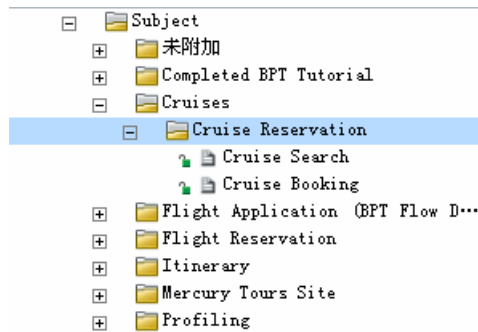 Subject
未附加
Completed BPT Tutorial
Cruises
Cruise Reservation
Cruise Search
Cruise Booking
Flight Application (BPT Flow D…
Flight Reservation
Itinerary
Mercury Tours Site
Profiling